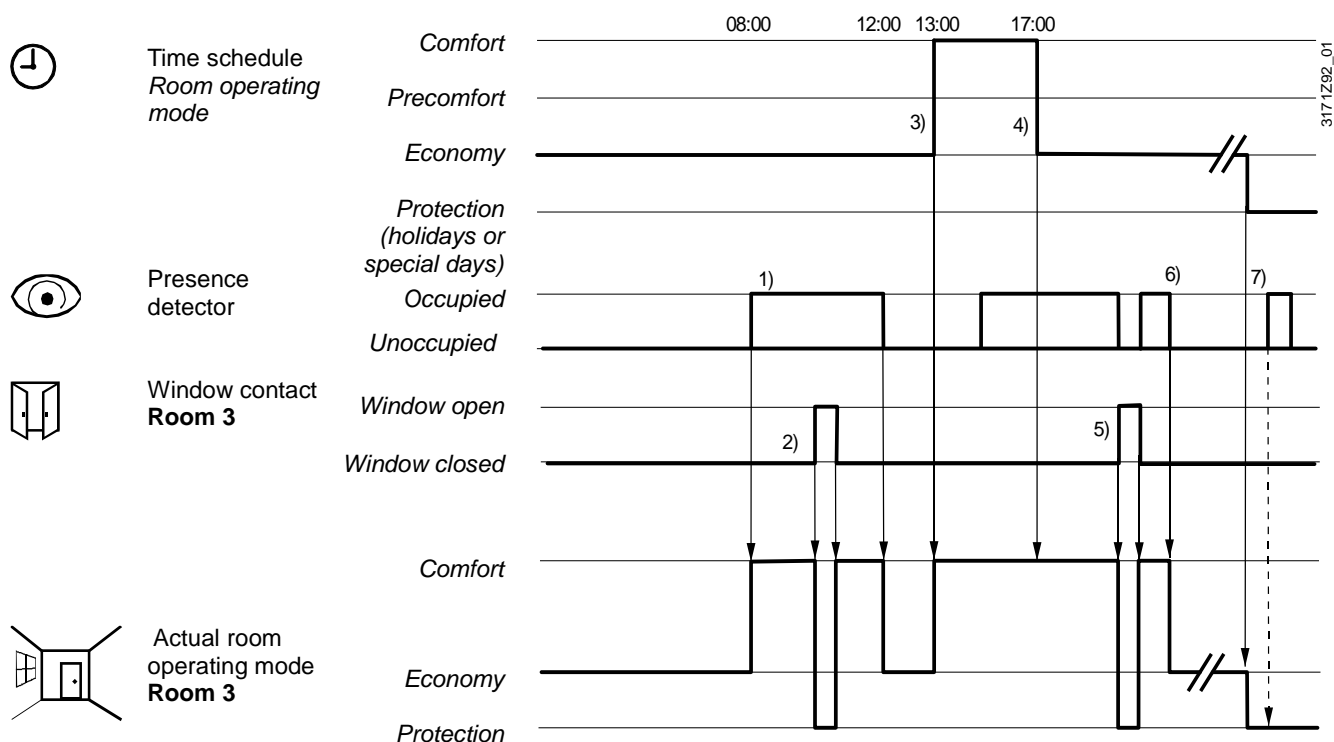 08:00 12:00 13:00 17:00
Comfort
Time schedule
Room operating
mode
Precomfort
3) 4)
Economy
Protection
(holidays or
special days)
Presence
detector
1) 6) 7)
Occupied
Unoccupied
Window contact
Room 3
Window open
2) 5)
Window closed
Comfort
Actual room
operating mode
Room 3
Economy
Protection
3171Z92_01